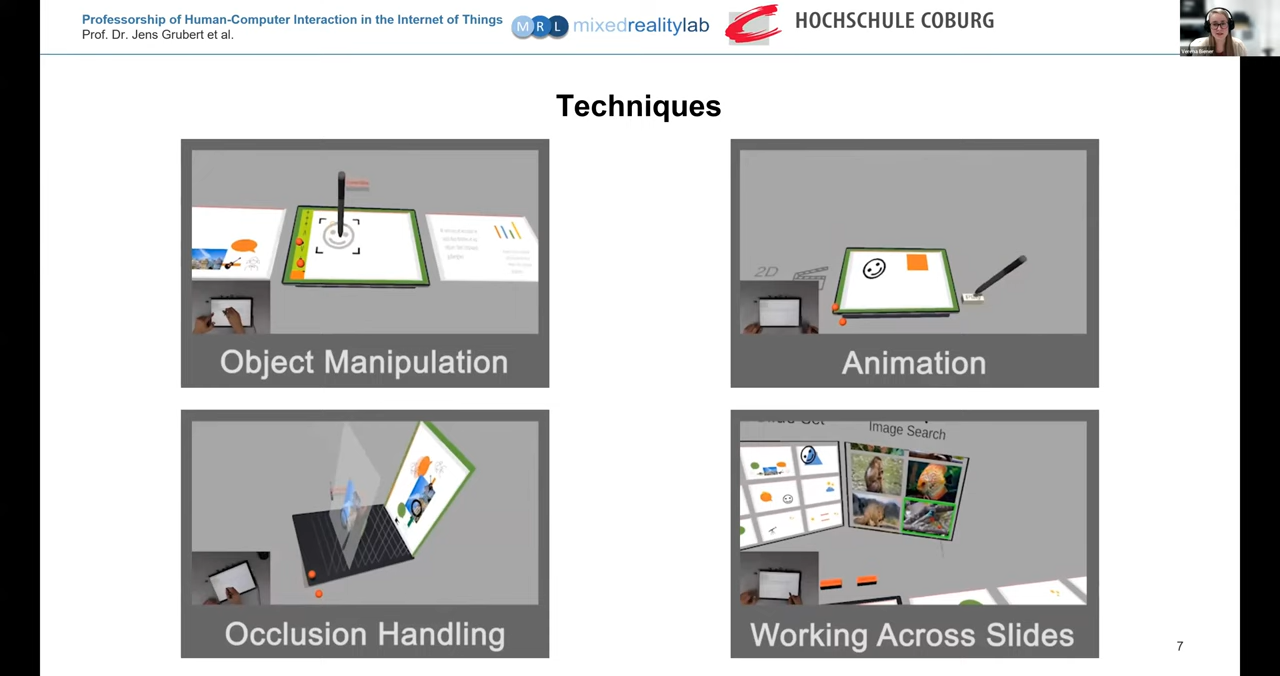 Professorship of Human-Computer Interaction in the Internet of Things
Prof. Dr. Jens Grubert et al.
MRL mixedrealitylab
HOCHSCHULE COBURG
Techniques
Object Manipulation
2D
Animation
Occlusion Handling
Image Search
Working Across Slides
7